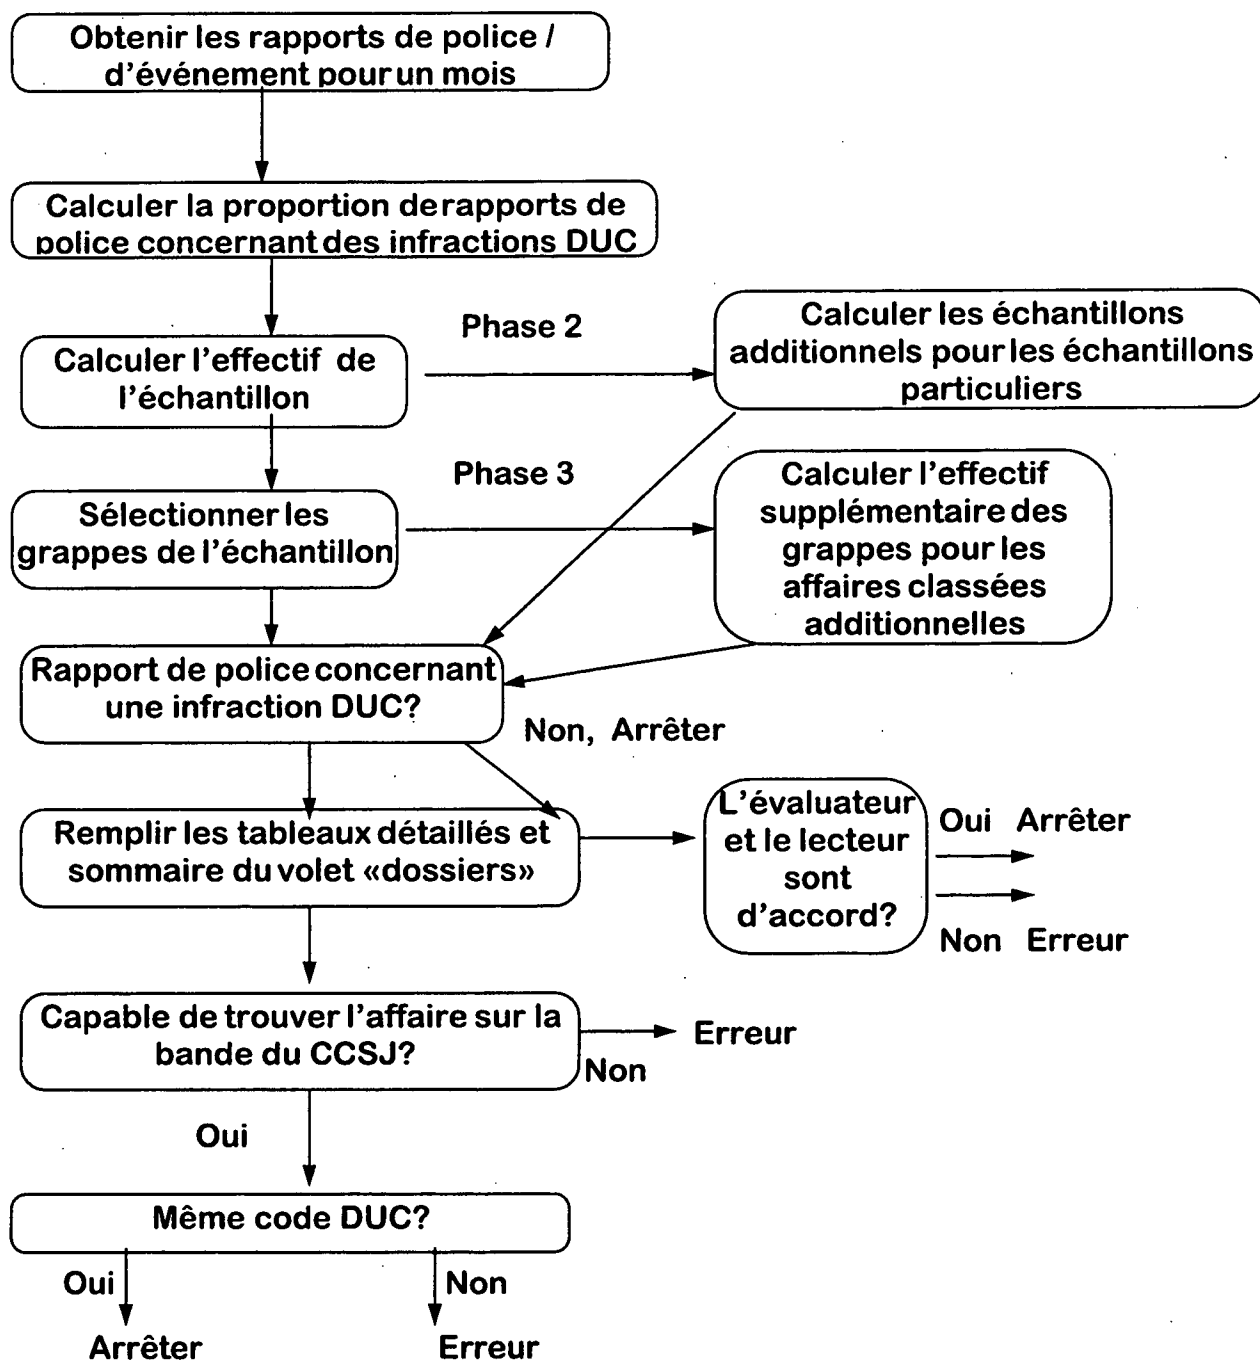 Obtenir les rapports de police /
d'événement pour un mois
Calculer la proportion de rapports de
police concernant des infractions DUC
Phase 2
Calculer l'effectif de
l'échantillon
Calculer les échantillons
additionnels pour les échantillons
particuliers
Phase 3
Sélectionner les
grappes de l'échantillon
Calculer l'effectif
supplémentaire des
grappes pour les
affaires classées
additionnelles
Rapport de police concernant
une infraction DUC?
Non, Arrêter
Remplir les tableaux détaillés et
sommaire du volet «dossiers»
L'évaluateur
et le lecteur
sont
d'accord?
Oui Arrêter
Non Erreur
Capable de trouver l'affaire sur la
bande du CCSJ?
Erreur
Non
Oui
Même code DUC?
Oui
Non
Arrêter
Erreur